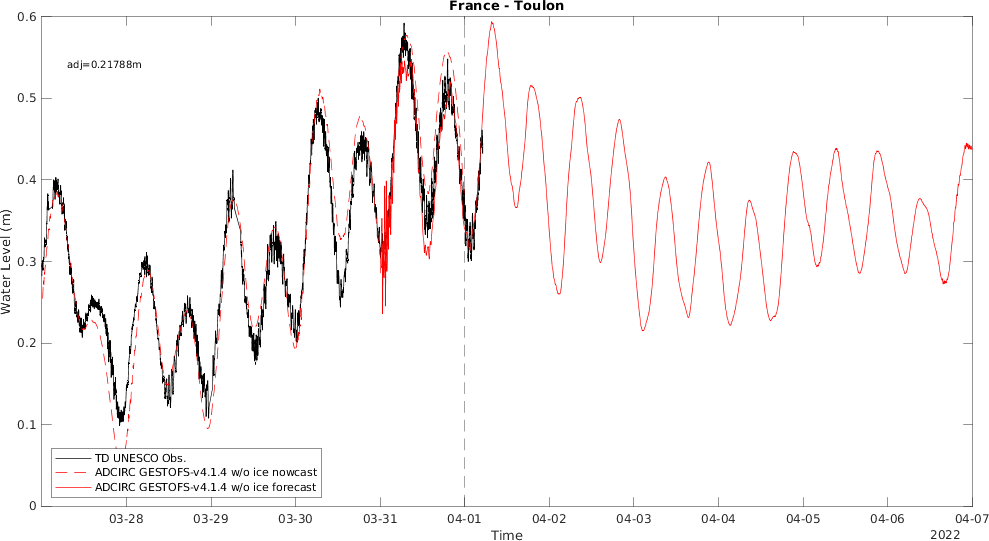 France - Toulon
adj=0.21788m
0.6
0.5
0.4
0.3
0.2
0.1
0
Water Level (m)
TD UNESCO Obs.
ADCIRC GESTOFS-v4.1.4 w/o ice nowcast
ADCIRC GESTOFS-v4.1.4 w/o ice forecast
03-28 03-29 03-30 03-31 04-01 04-02 04-03 04-04 04-05 04-06 04-07
Time
2022